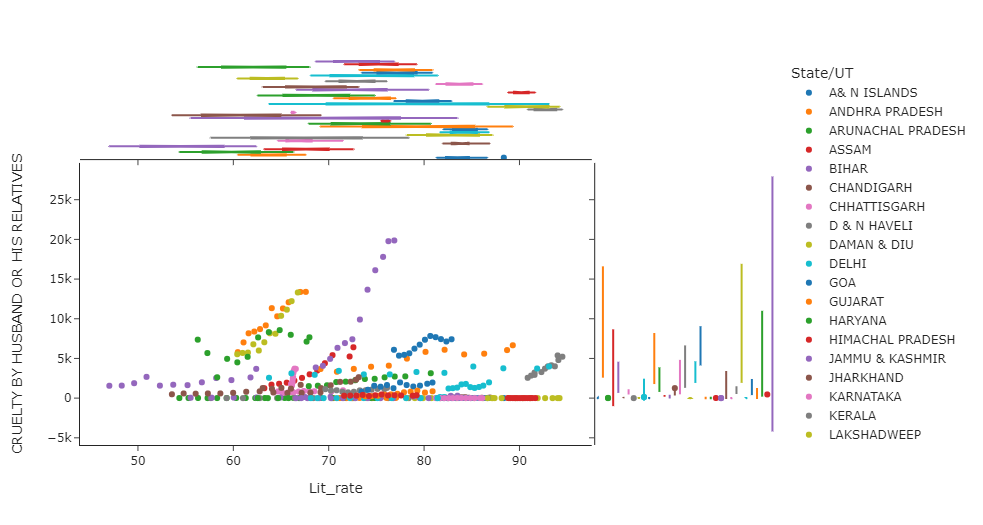 State/UT
A& N ISLANDS
ANDHRA PRADESH
ARUNACHAL PRADESH
ASSAM
BIHAR
CHANDIGARH
CHHATTISGARH
D & N HAVELI
DAMAN & DIU
DELHI
GOA
GUJARAT
HARYANA
HIMACHAL PRADESH
JAMMU & KASHMIR
JHARKHAND
KARNATAKA
KERALA
LAKSHADWEEP
CRUELTY BY HUSBAND OR HIS RELATIVES
25k
20k
15k
10k
5k
0
−5k
50 60 70 80 90
Lit_rate